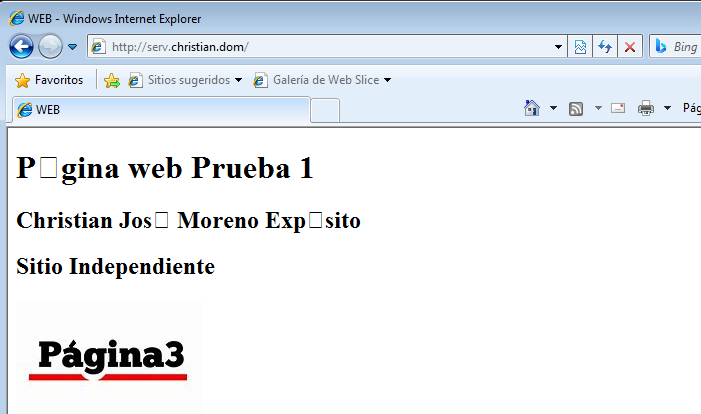 WEB - Windows Internet Explorer
http://serv.christian.dom/
Bing
Favoritos
Sitios sugeridos
Galería de Web Slice
WEB
Pág
P□gina web Prueba 1
Christian Jos□ Moreno Exp□sito
Sitio Independiente
Página3